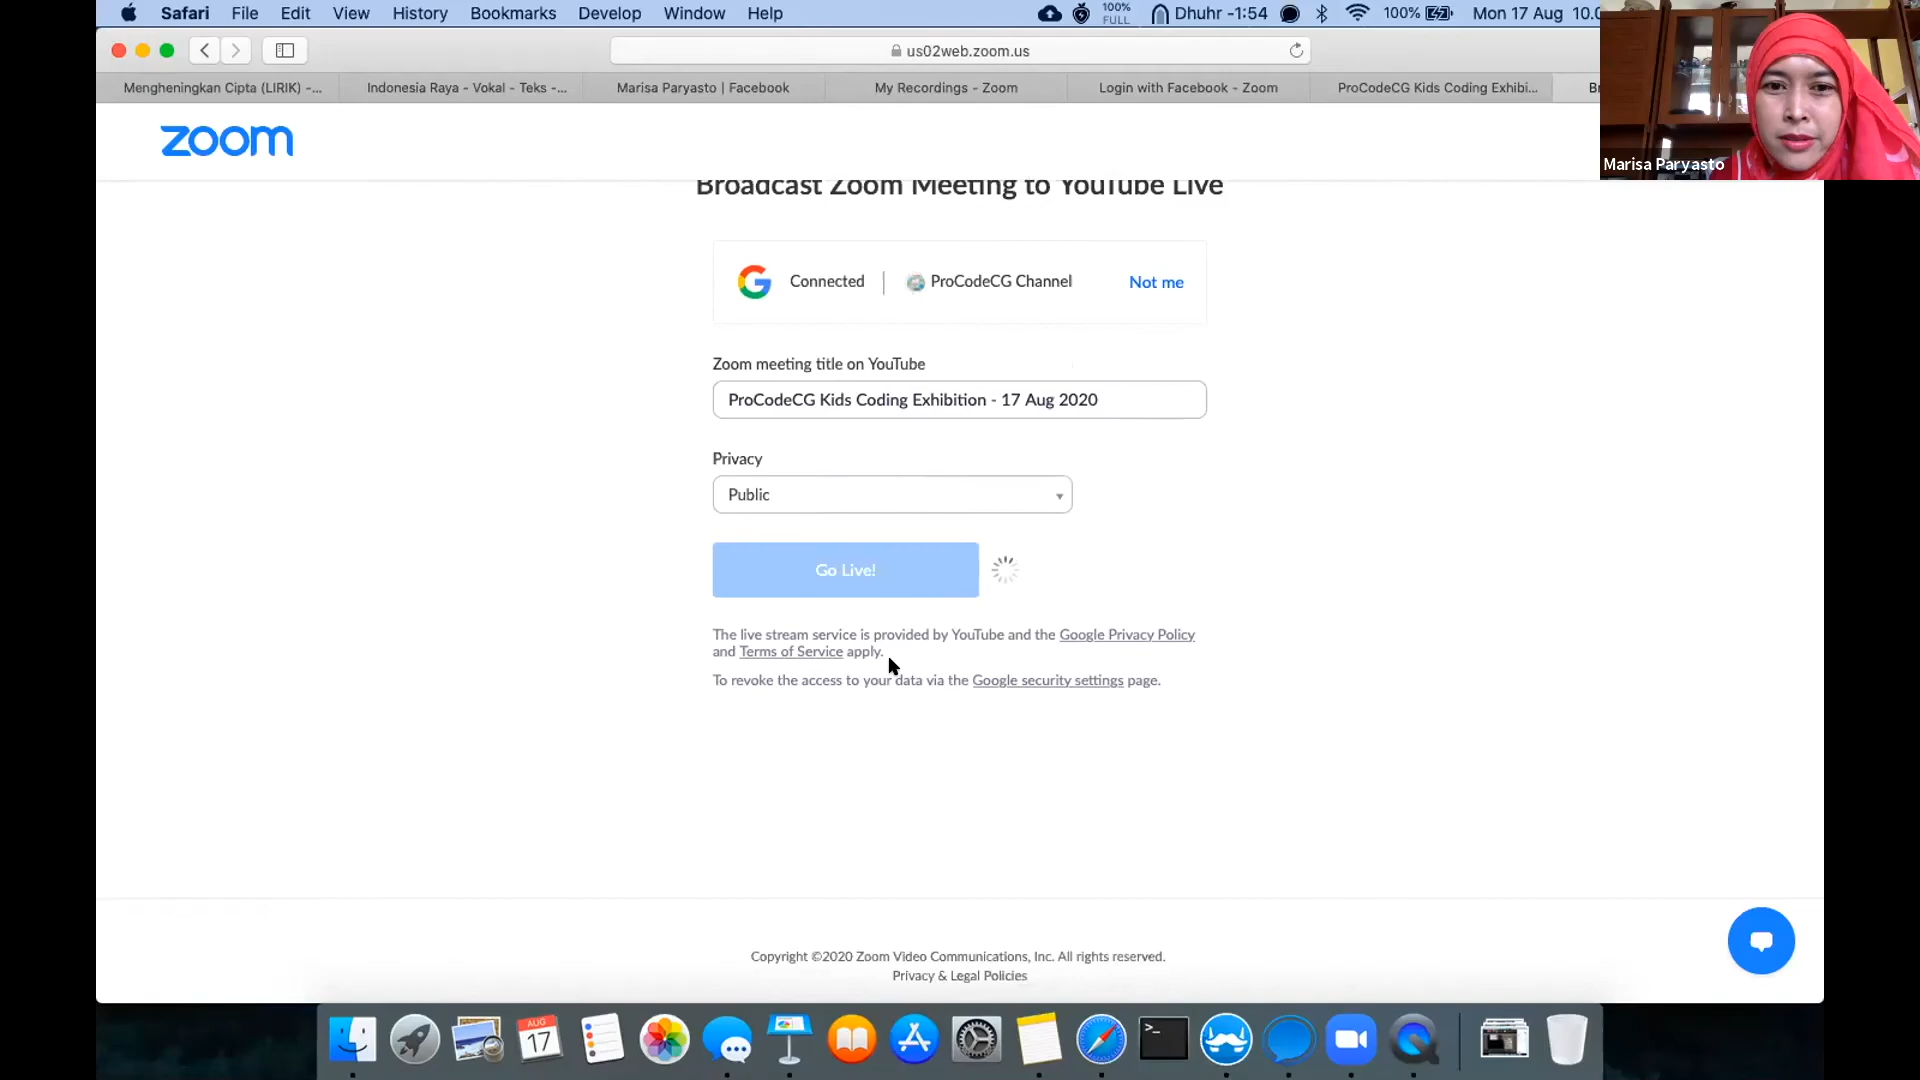 Safari File Edit View History Bookmarks Develop Window Help 100% FULL Dhuhr -1:54 100% Mon 17 Aug 10.0
us02web.zoom.us
Mengheningkan Cipta (LIRIK) -... Indonesia Raya - Vokal - Teks -... Marisa Paryasto | Facebook My Recordings - Zoom Login with Facebook - Zoom ProCodeCG Kids Coding Exhibi... Br
Marisa Paryasto
zoom
Broadcast Zoom Meeting to YouTube Live
Connected ProCodeCG Channel Not me
Zoom meeting title on YouTube
ProCodeCG Kids Coding Exhibition - 17 Aug 2020
Privacy
Public
Go Live!
The live stream service is provided by YouTube and the Google Privacy Policy
and Terms of Service apply.
To revoke the access to your data via the Google security settings page.
Copyright ©2020 Zoom Video Communications, Inc. All rights reserved.
Privacy & Legal Policies
AUG
17